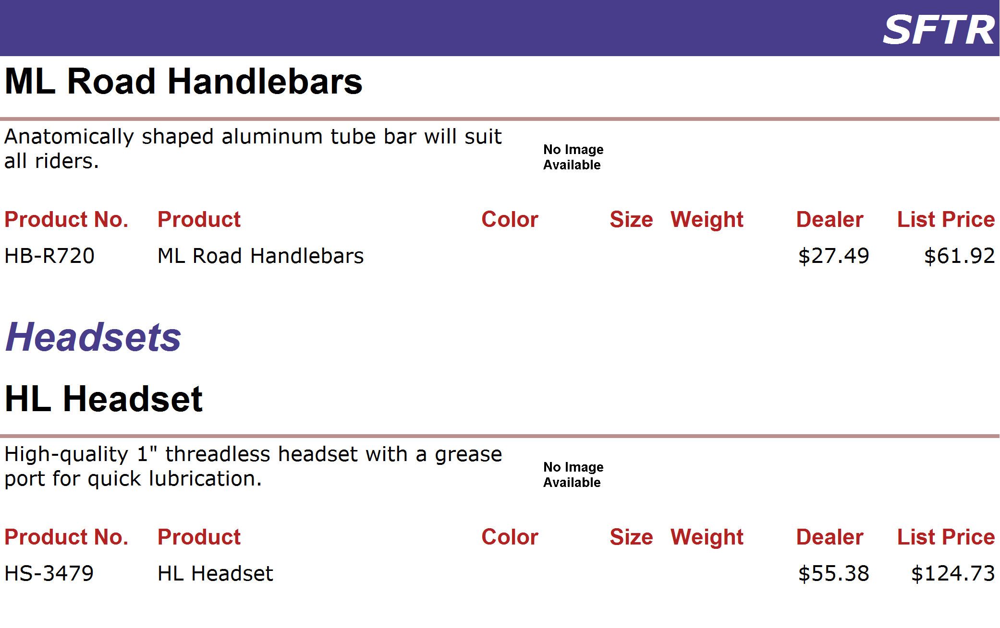 SFTR
ML Road Handlebars
Anatomically shaped aluminum tube bar will suit
all riders.
No Image
Available
Product No. Product Color Size Weight Dealer List Price
HB-R720 ML Road Handlebars $27.49 $61.92
Headsets
HL Headset
High-quality 1" threadless headset with a grease
port for quick lubrication.
No Image
Available
Product No. Product Color Size Weight Dealer List Price
HS-3479 HL Headset $55.38 $124.73